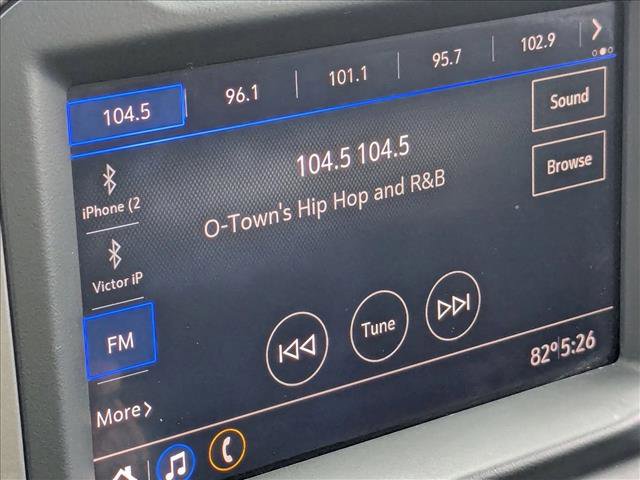 104.5 96.1 101.1 95.7 102.9
Sound
104.5 104.5
Browse
iPhone (2
O-Town's Hip Hop and R&B
Victor iP
FM
Tune
82° 5:26
More